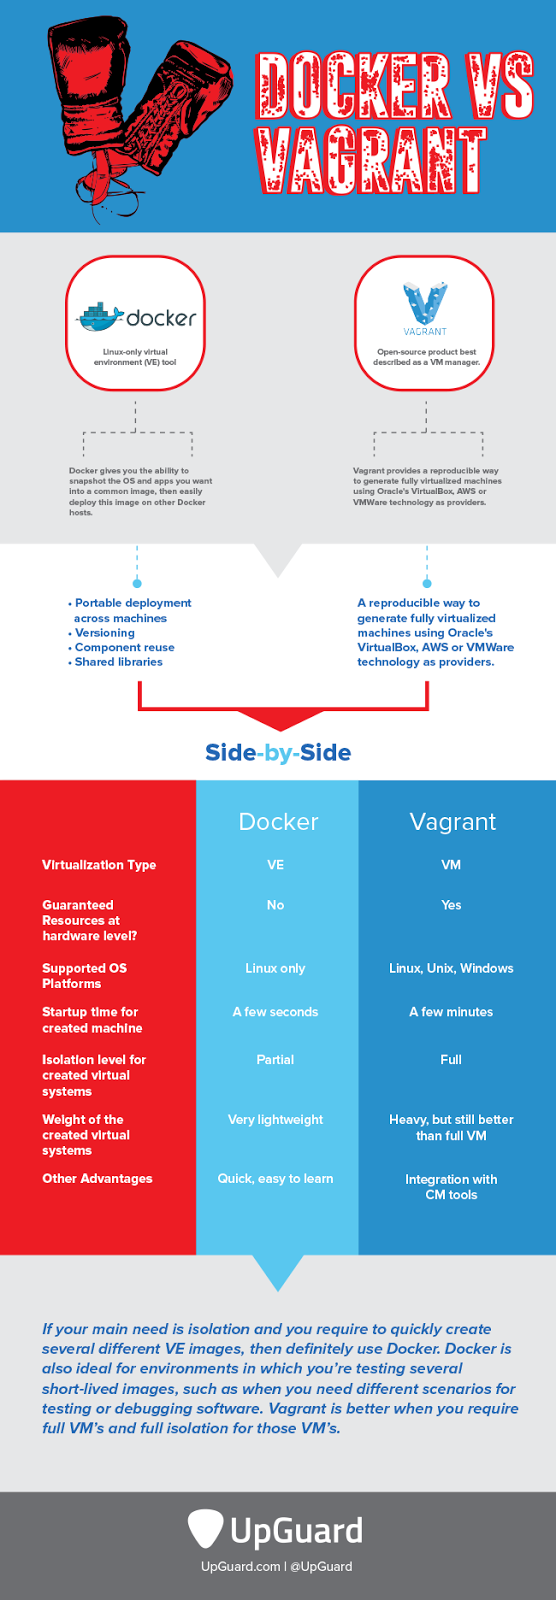 DOCKER VS
VAGRANT
docker
Linux-only virtual
environment (VE) tool
VAGRANT
Open-source product best
described as a VM manager.
Docker gives you the ability to
snapshot the OS and apps you want
into a common image, then easily
deploy this image on other Docker
hosts.
Vagrant provides a reproducible way
to generate fully virtualized machines
using Oracle's VirtualBox, AWS or
VMWare technology as providers.
• Portable deployment
across machines
• Versioning
• Component reuse
• Shared libraries
A reproducible way to
generate fully virtualized
machines using Oracle's
VirtualBox, AWS or VMWare
technology as providers.
Side-by-Side
Docker Vagrant
Virtualization Type VE VM
Guaranteed No Yes
Resources at
hardware level?
Supported OS Linux only Linux, Unix, Windows
Platforms
Startup time for A few seconds A few minutes
created machine
Isolation level for Partial Full
created virtual
systems
Weight of the Very lightweight Heavy, but still better
created virtual than full VM
systems
Other Advantages Quick, easy to learn Integration with
CM tools
If your main need is isolation and you require to quickly create
several different VE images, then definitely use Docker. Docker is
also ideal for environments in which you're testing several
short-lived images, such as when you need different scenarios for
testing or debugging software. Vagrant is better when you require
full VM's and full isolation for those VM's.
UpGuard
UpGuard.com | @UpGuard